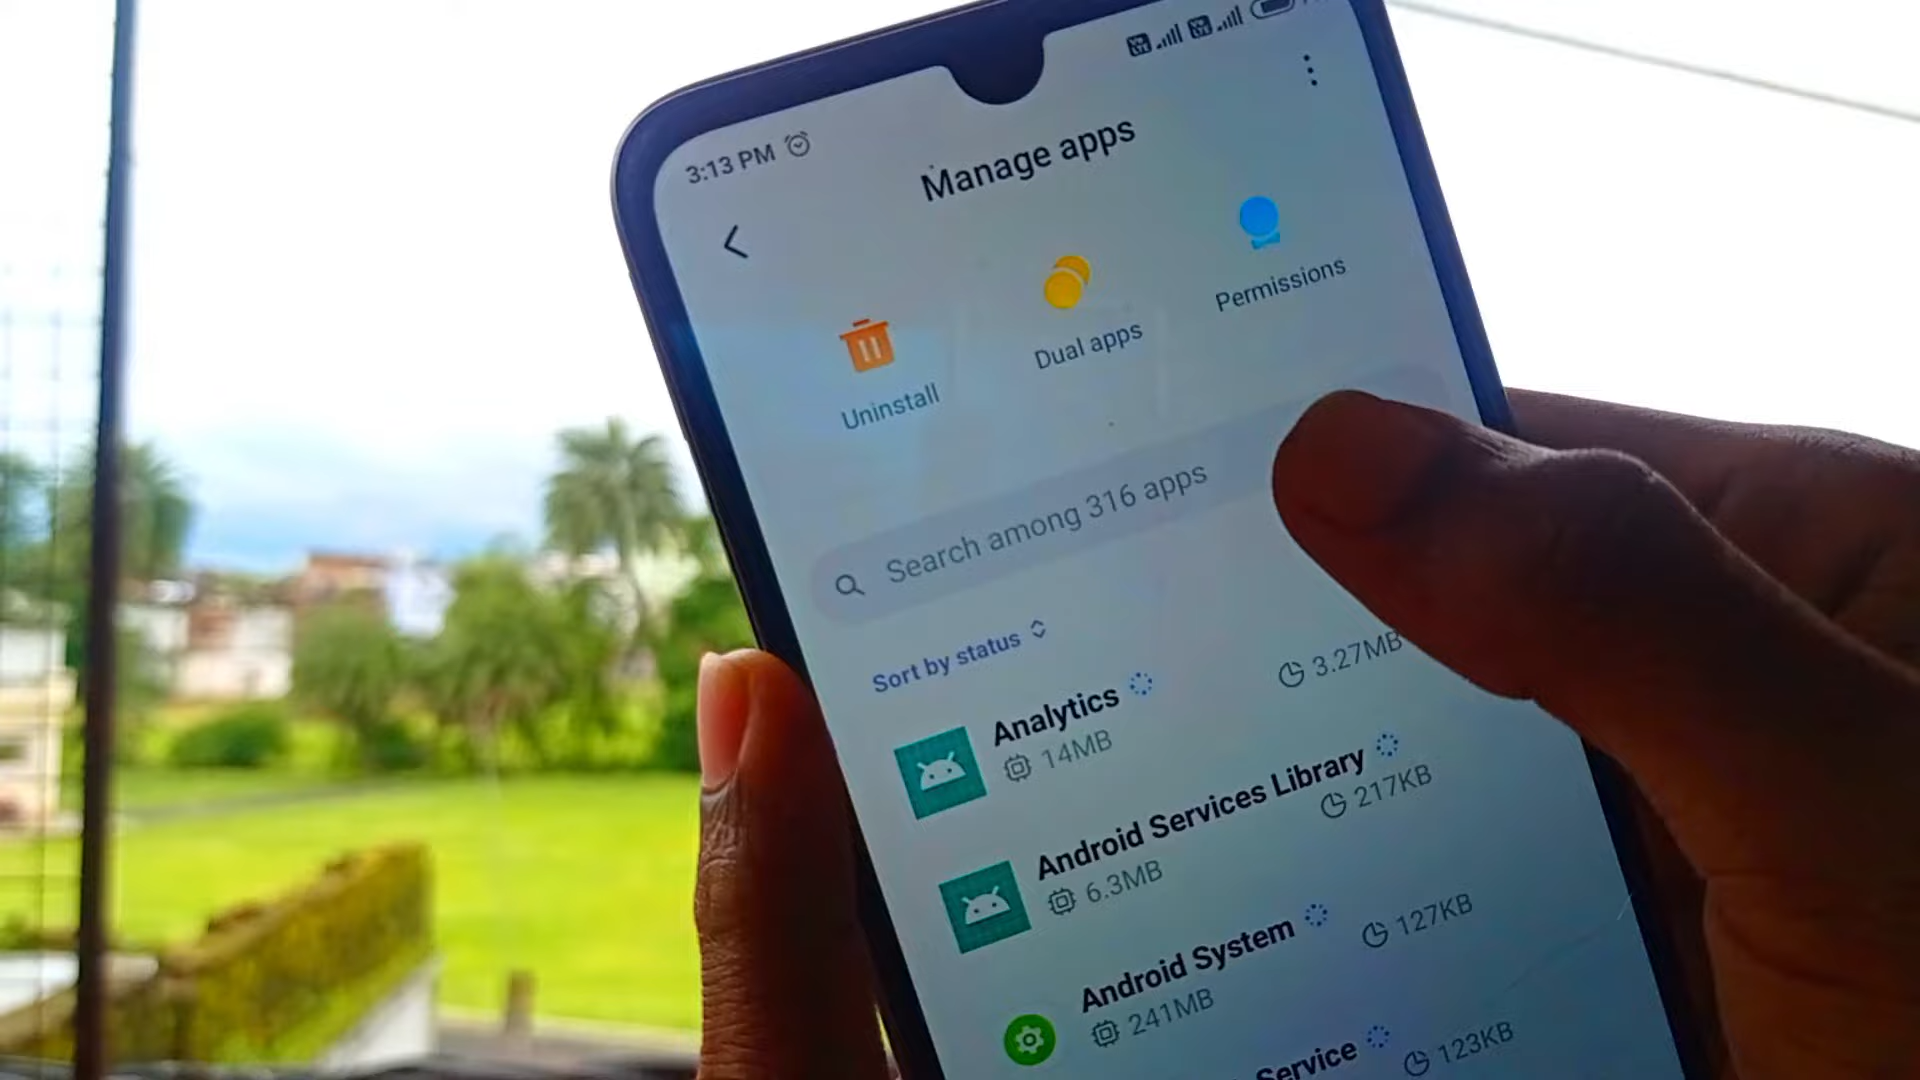 3:13 PM
Manage apps
Uninstall
Dual apps
Permissions
Search among 316 apps
Sort by status
Analytics
14MB
3.27MB
Android Services Library
6.3MB
217KB
Android System
241MB
127KB
Service
123KB